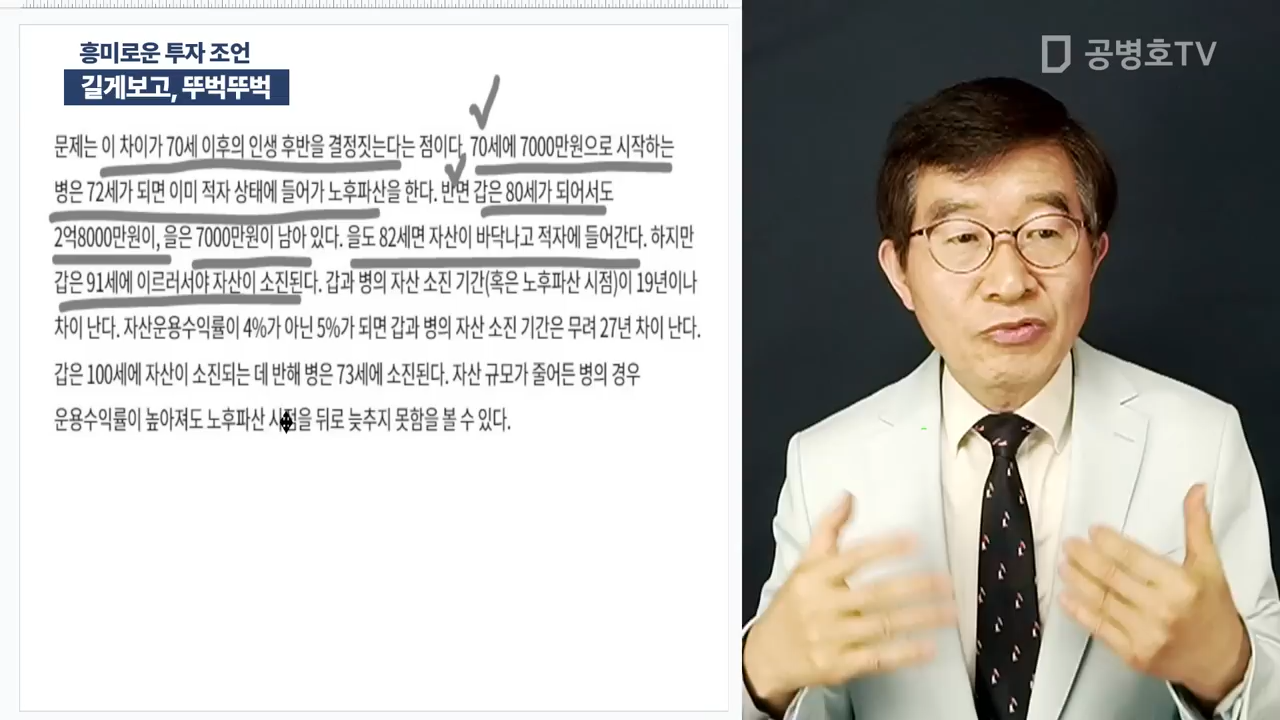 흥미로운 투자 조언
길게보고, 뚜벅뚜벅
공병호TV
문제는 이 차이가 70세 이후의 인생 후반을 결정짓는다는 점이다. 70세에 7000만원으로 시작하는
병은 72세가 되면 이미 적자 상태에 들어가 노후파산을 한다. 반면 갑은 80세가 되어서도
2억8000만원이, 을은 7000만원이 남아 있다. 을도 82세면 자산이 바닥나고 적자에 들어간다. 하지만
갑은 91세에 이르러서야 자산이 소진된다. 갑과 병의 자산 소진 기간(혹은 노후파산 시점)이 19년이나
차이 난다. 자산운용수익률이 4%가 아닌 5%가 되면 갑과 병의 자산 소진 기간은 무려 27년 차이 난다.
갑은 100세에 자산이 소진되는 데 반해 병은 73세에 소진된다. 자산 규모가 줄어든 병의 경우
운용수익률이 높아져도 노후파산 시점을 뒤로 늦추지 못함을 볼 수 있다.